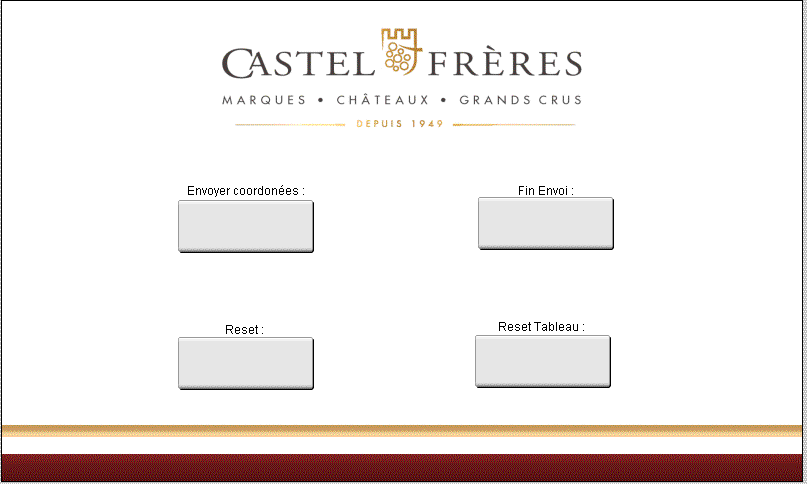 CASTEL FRÈRES
MARQUES • CHÂTEAUX • GRANDS CRUS
DEPUIS 1949
Envoyer coordonées :
Fin Envoi :
Reset :
Reset Tableau :